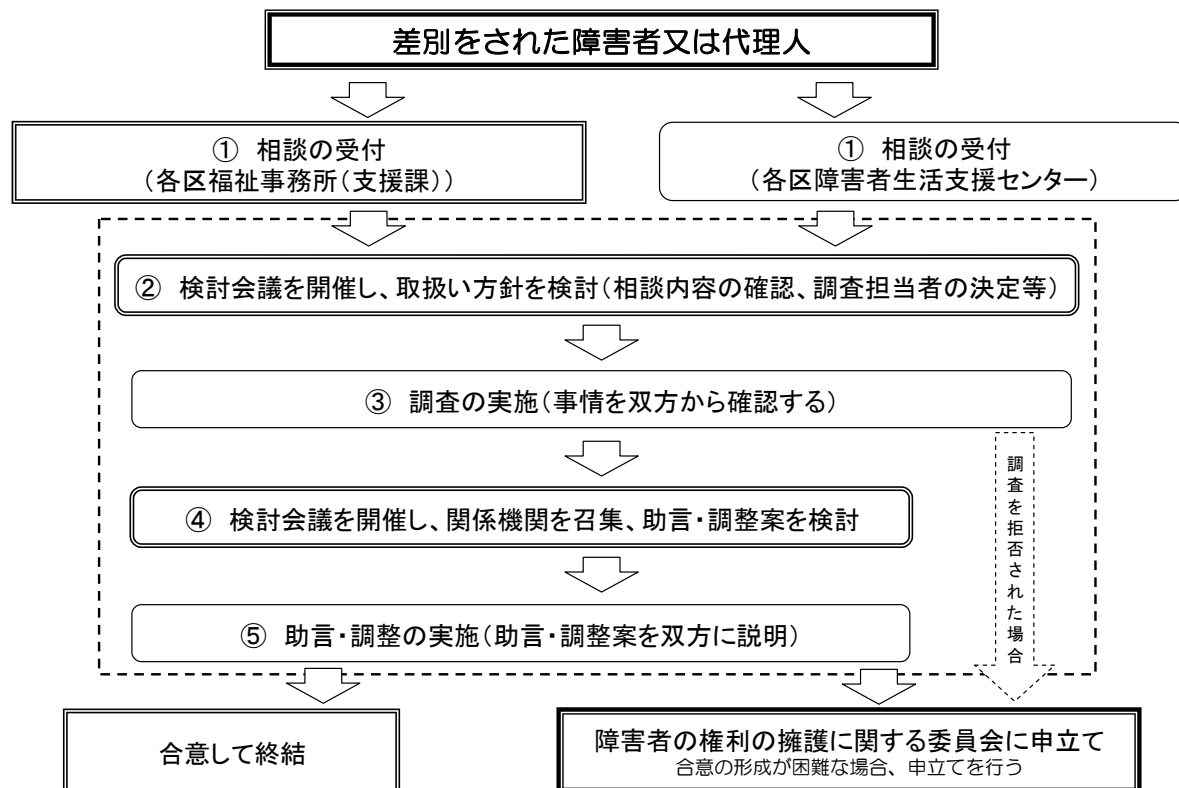 差別をされた障害者又は代理人
① 相談の受付
(各区福祉事務所(支援課))
① 相談の受付
(各区障害者生活支援センター)
② 検討会議を開催し、取扱い方針を検討(相談内容の確認、調査担当者の決定等)
③ 調査の実施(事情を双方から確認する)
調査を拒否された場合
④ 検討会議を開催し、関係機関を召集、助言・調整案を検討
⑤ 助言・調整の実施(助言・調整案を双方に説明)
合意して終結
障害者の権利の擁護に関する委員会に申立て
合意の形成が困難な場合、申立てを行う